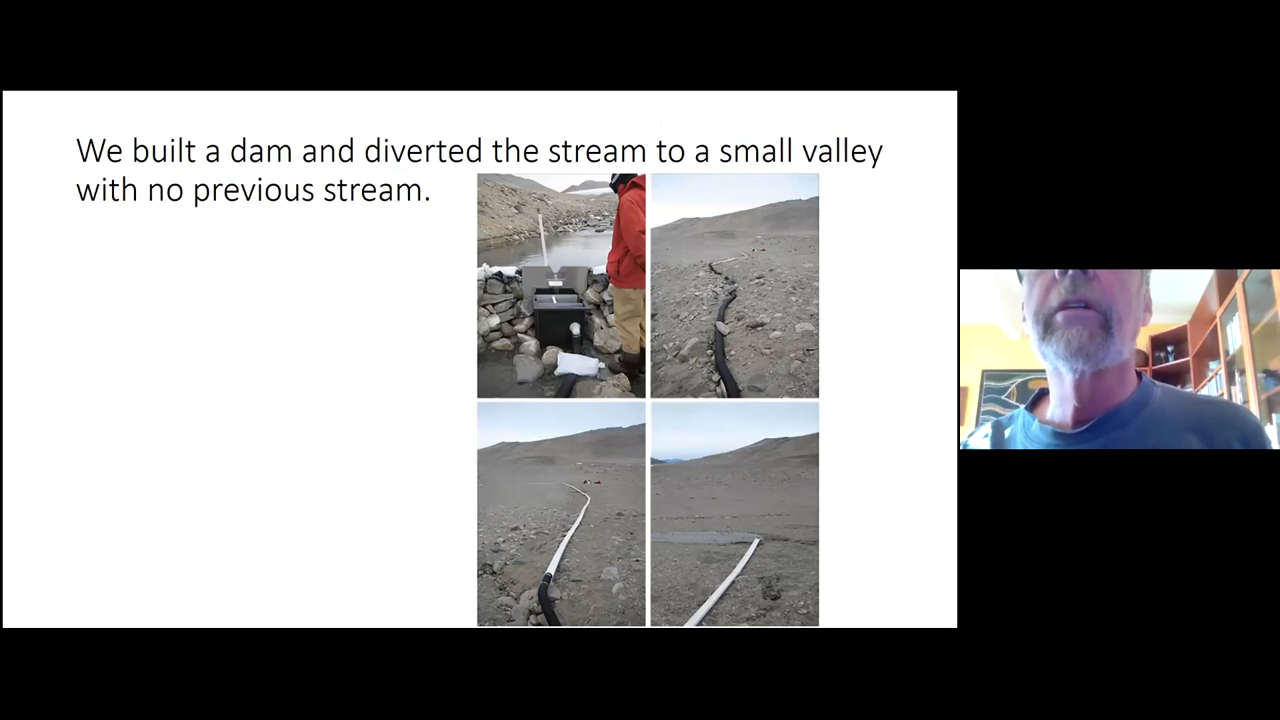 We built a dam and diverted the stream to a small valley
with no previous stream.